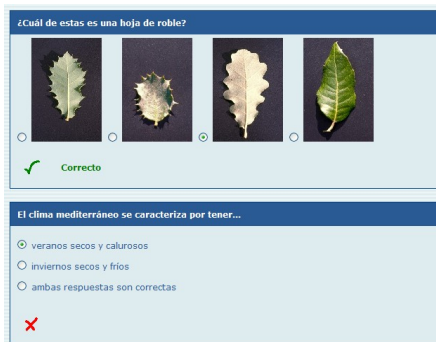 ¿Cuál de estas es una hoja de roble?
Correcto
El clima mediterráneo se caracteriza por tener...
veranos secos y calurosos
inviernos secos y fríos
ambas respuestas son correctas